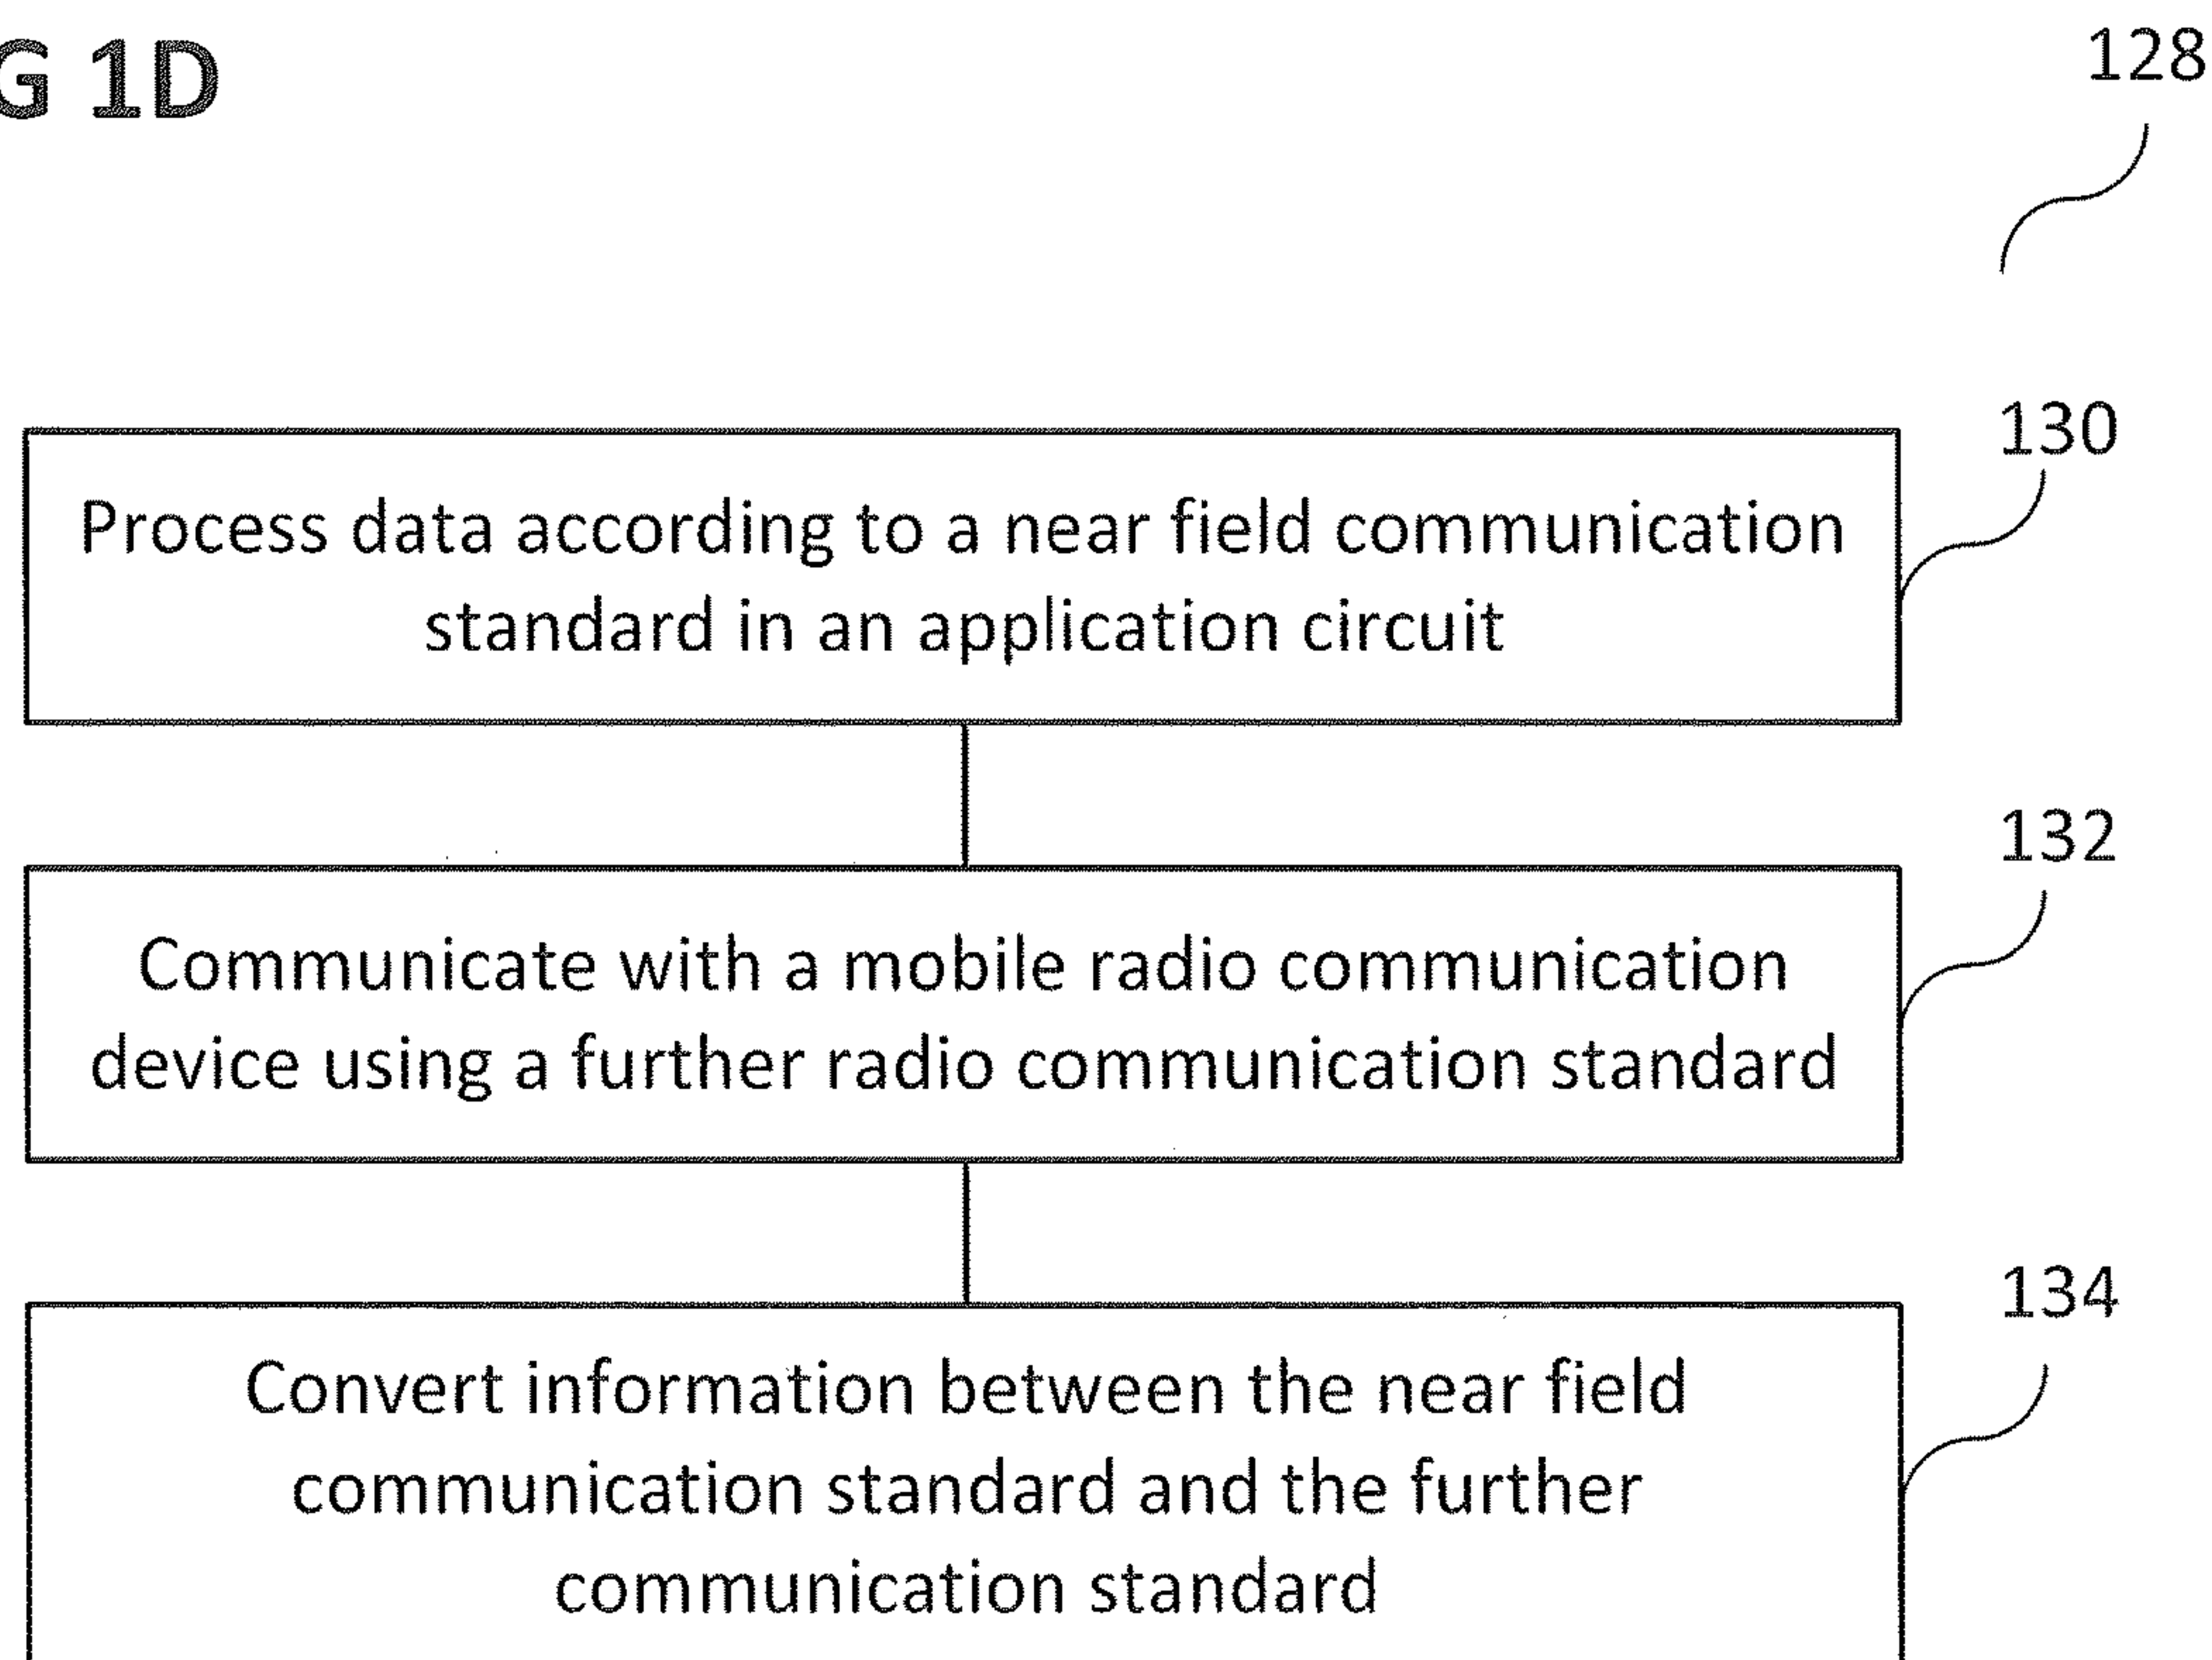 G 1D
128
130
Process data according to a near field communication
standard in an application circuit
132
Communicate with a mobile radio communication
device using a further radio communication standard
134
Convert information between the near field
communication standard and the further
communication standard